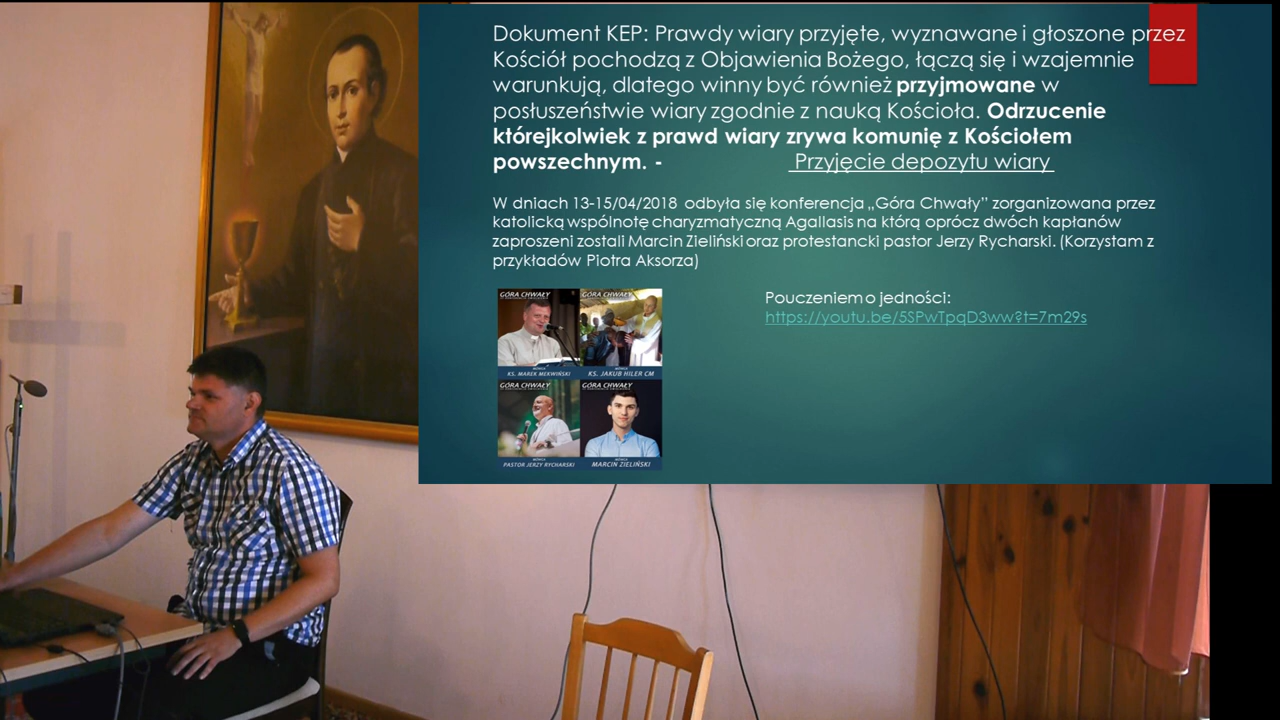 Dokument KEP: Prawdy wiary przyjęte, wyznawane i głoszone przez
Kościół pochodzą z Objawienia Bożego, łączą się i wzajemnie
warunkują, dlatego winny być również przyjmowane w
posłuszeństwie wiary zgodnie z nauką Kościoła. Odrzucenie
którejkolwiek z prawd wiary zrywa komunię z Kościołem
powszechnym. - Przyjęcie depozytu wiary
W dniach 13-15/04/2018 odbyła się konferencja „Góra Chwały” zorganizowana przez
katolicką wspólnotę charyzmatyczną Agallasis na którą oprócz dwóch kapłanów
zaproszeni zostali Marcin Zieliński oraz protestancki pastor Jerzy Rycharski. (Korzystam z
przykładów Piotra Aksorza)
GÓRA CHWAŁY GÓRA CHWAŁY
KS. MAREK MEKWIŃSKI KS. JAKUB HILER CM
GÓRA CHWAŁY GÓRA CHWAŁY
PASTOR JERZY RYCHARSKI MARCIN ZIELIŃSKI
Pouczeniem o jedności:
https://youtu.be/5SPwTpqD3ww?t=7m29s